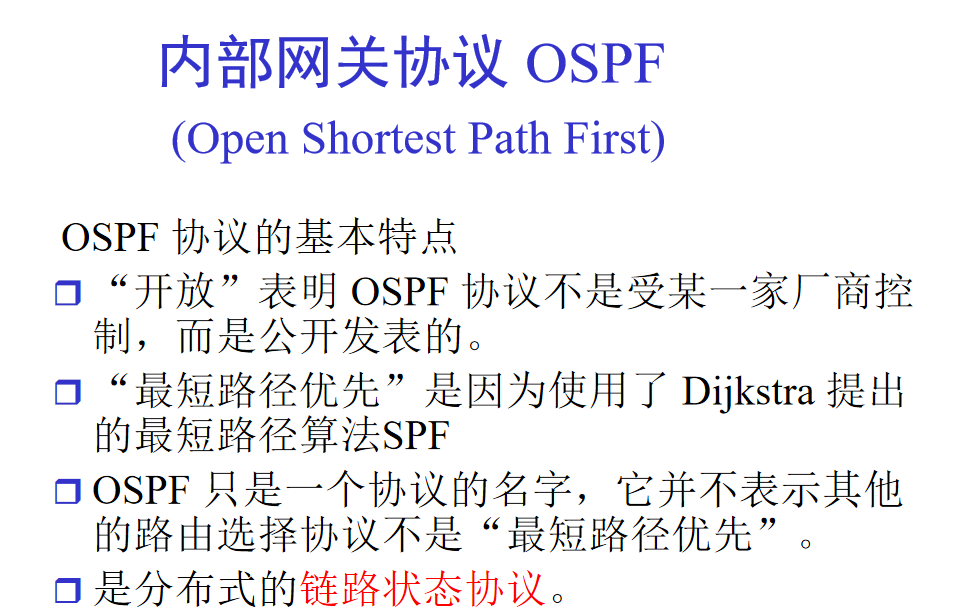 内部网关协议 OSPF
(Open Shortest Path First)
OSPF 协议的基本特点
“开放”表明 OSPF 协议不是受某一家厂商控
制，而是公开发表的。
“最短路径优先”是因为使用了 Dijkstra 提出
的最短路径算法SPF
OSPF 只是一个协议的名字，它并不表示其他
的路由选择协议不是“最短路径优先”。
是分布式的链路状态协议。